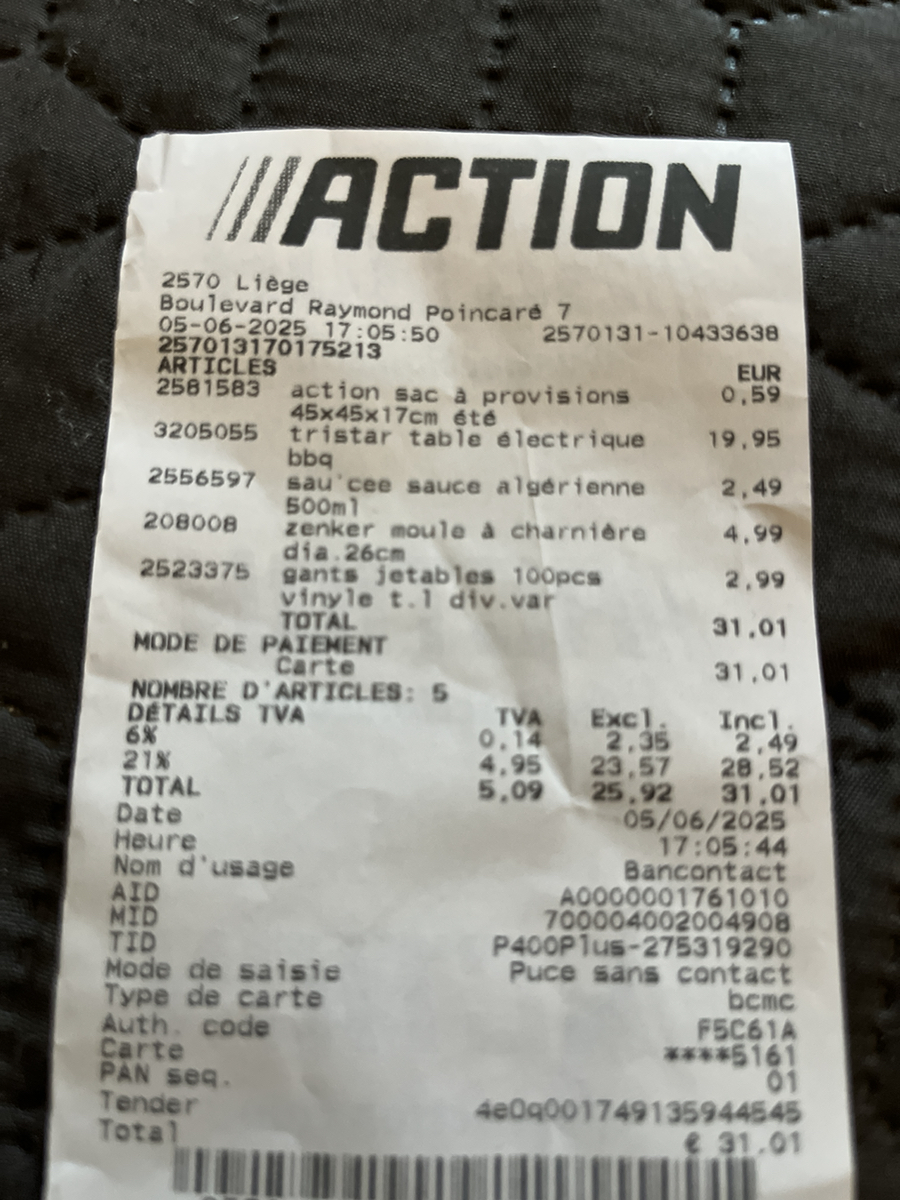 ///ACTION
2570 Liège
Boulevard Raymond Poincaré 7
05-06-2025 17:05:50 2570131-10433638
257013170175213
ARTICLES EUR
2581583 action sac à provisions 0,59
45x45x17cm été
3205055 tristar table électrique 19,95
bbq
2556597 sau'cee sauce algérienne 2,49
500ml
208008 zenker moule à charnière 4,99
dia.26cm
2523375 gants jetables 100pcs 2,99
vinyle t.l div.var
TOTAL 31,01
MODE DE PAIEMENT
Carte 31,01
NOMBRE D'ARTICLES: 5
DÉTAILS TVA TVA Excl. Incl.
6% 0,14 2,35 2,49
21% 4,95 23,57 28,52
TOTAL 5,09 25,92 31,01
Date 05/06/2025
Heure 17:05:44
Nom d'usage Bancontact
AID A0000001761010
MID 700004002004908
TID P400Plus-275319290
Mode de saisie Puce sans contact
Type de carte bcmc
Auth. code F5C61A
Carte ****5161
PAN seq. 01
Tender 4e0q001749135944545
Total € 31.01